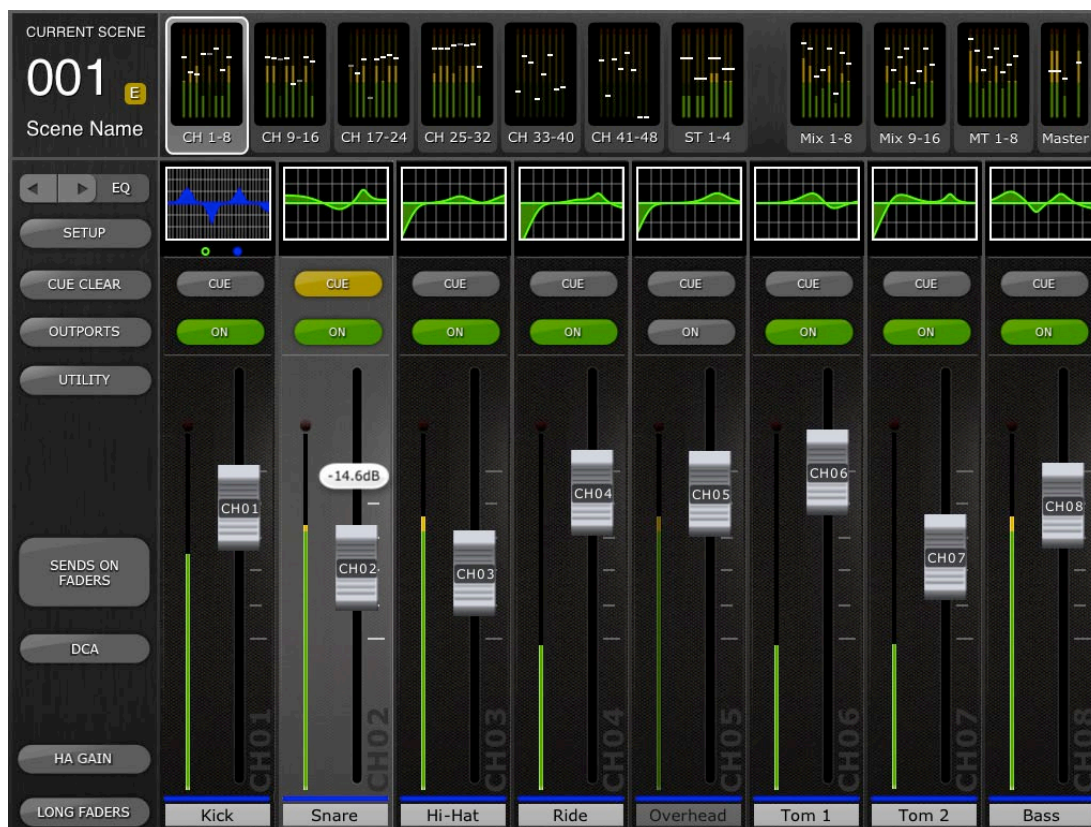 CURRENT SCENE
001
E
Scene Name
CH 1-8
CH 9-16
CH 17-24
CH 25-32
CH 33-40
CH 41-48
ST 1-4
Mix 1-8
Mix 9-16
MT 1-8
Master
EQ
SETUP
CUE CLEAR
CUE
CUE
CUE
CUE
CUE
CUE
CUE
CUE
OUTPORTS
ON
ON
ON
ON
ON
ON
ON
ON
UTILITY
-14.6dB
CH01
CH02
CH03
CH04
CH05
CH06
CH07
CH08
SENDS ON
FADERS
DCA
HA GAIN
LONG FADERS
CH01
CH02
CH03
CH04
CH05
CH06
CH07
CH08
Kick
Snare
Hi-Hat
Ride
Overhead
Tom 1
Tom 2
Bass